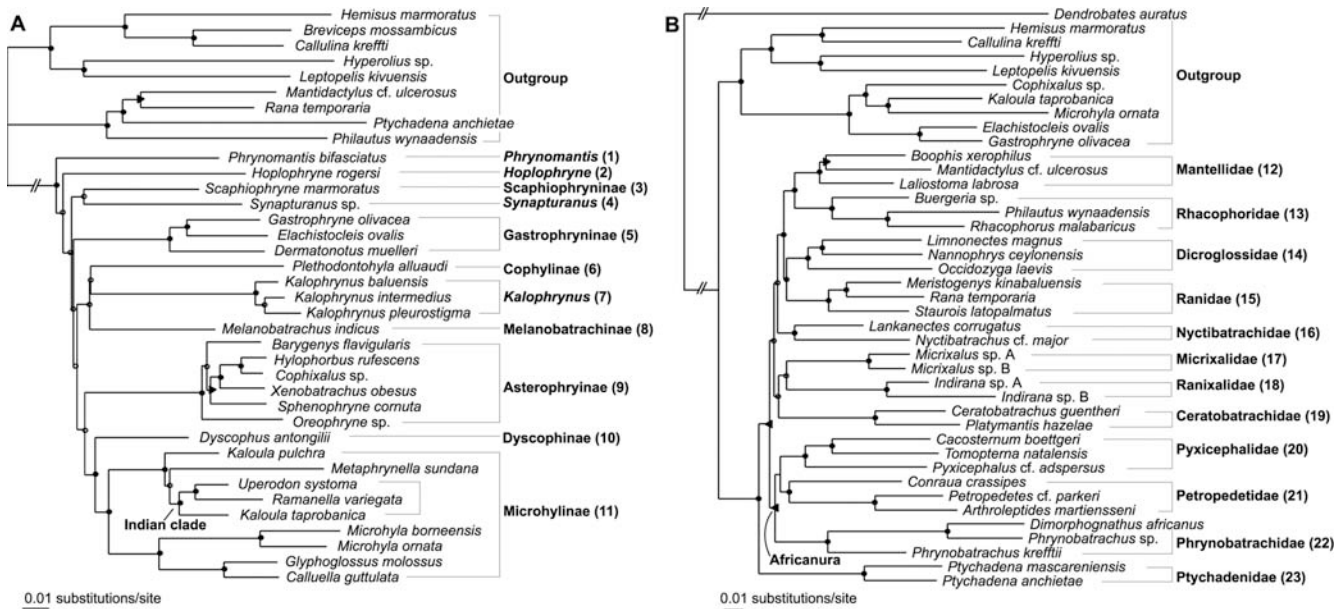 A
Hemisus marmoratus
Breviceps mossambicus
Callulina kreffti
Hyperolius sp.
Leptopelis kivuensis
Outgroup
Mantidactylus cf. ulcerosus
Rana temporaria
Ptychadena anchietae
Philautus wynaadensis
Phrynomantis bifasciatus
Phrynomantis (1)
Hoplophryne rogersi
Hoplophryne (2)
Scaphiophryne marmoratus
Scaphiophryninae (3)
Synapturanus sp.
Synapturanus (4)
Gastrophryne olivacea
Elachistocleis ovalis
Gastrophryninae (5)
Dermatonotus muelleri
Plethodontohyla alluaudi
Cophylinae (6)
Kalophrynus baluensis
Kalophrynus intermedius
Kalophrynus (7)
Kalophrynus pleurostigma
Melanobatrachus indicus
Melanobatrachinae (8)
Barygenys flavigularis
Hylophorbus rufescens
Cophixalus sp.
Asterophryinae (9)
Xenobatrachus obesus
Sphenophryne cornuta
Oreophryne sp.
Dyscophus antongilii
Dyscophinae (10)
Kaloula pulchra
Metaphrynella sundana
Uperodon systoma
Ramanella variegata
Microhylinae (11)
Kaloula taprobanica
Indian clade
Microhyla borneensis
Microhyla ornata
Glyphoglossus molossus
Calluella guttulata
0.01 substitutions/site
B
Dendrobates auratus
Hemisus marmoratus
Callulina kreffti
Hyperolius sp.
Leptopelis kivuensis
Outgroup
Cophixalus sp.
Kaloula taprobanica
Microhyla ornata
Elachistocleis ovalis
Gastrophryne olivacea
Boophis xerophilus
Mantidactylus cf. ulcerosus
Mantellidae (12)
Laliostoma labrosa
Buergeria sp.
Philautus wynaadensis
Rhacophoridae (13)
Rhacophorus malabaricus
Limnonectes magnus
Nannophrys ceylonensis
Dicroglossidae (14)
Occidozyga laevis
Meristogenys kinabaluensis
Rana temporaria
Ranidae (15)
Staurois latopalmatus
Lankanectes corrugatus
Nyctibatrachidae (16)
Nyctibatrachus cf. major
Micrixalus sp. A
Micrixalidae (17)
Micrixalus sp. B
Indirana sp. A
Ranixalidae (18)
Indirana sp. B
Ceratobatrachus guentheri
Ceratobatrachidae (19)
Platymantis hazelae
Cacosternum boettgeri
Tomopterna natalensis
Pyxicephalidae (20)
Pyxicephalus cf. adspersus
Conraua crassipes
Petropedetes cf. parkeri
Petropedetidae (21)
Arthroleptides martiensseni
Dimorphognathus africanus
Phrynobatrachus sp.
Phrynobatrachidae (22)
Phrynobatrachus krefftii
Africanura
Ptychadena mascareniensis
Ptychadenidae (23)
Ptychadena anchietae
0.01 substitutions/site